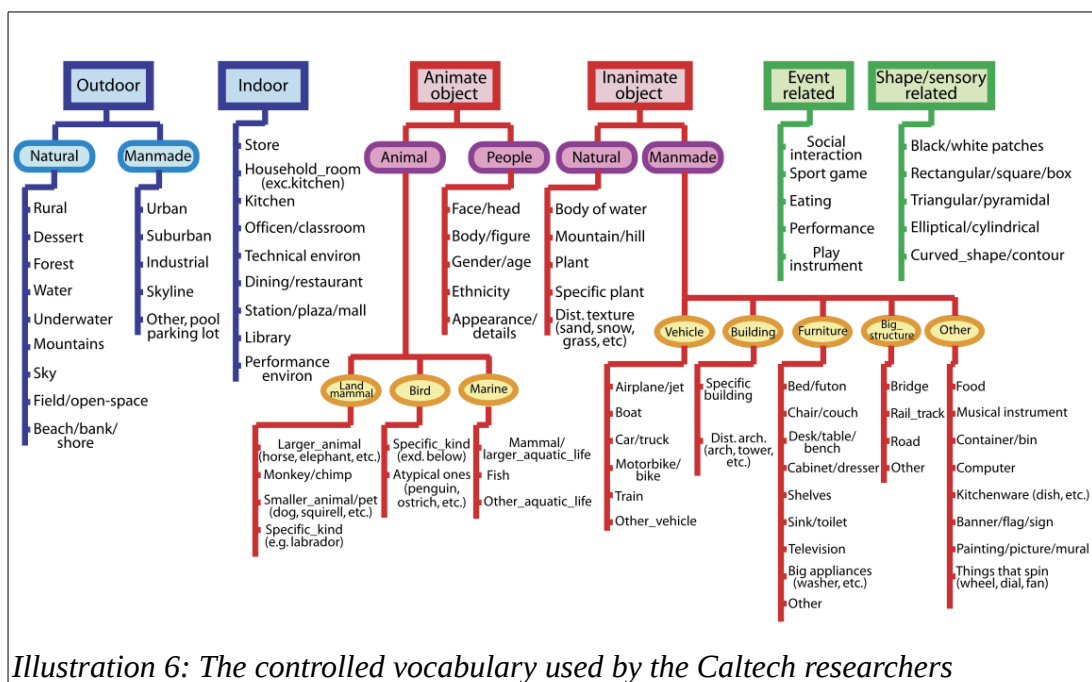 Outdoor
Natural
Rural
Dessert
Forest
Water
Underwater
Mountains
Sky
Field/open-space
Beach/bank/
shore
Manmade
Urban
Suburban
Industrial
Skyline
Other, pool
parking lot
Indoor
Store
Household_room
(exc.kitchen)
Kitchen
Officen/classroom
Technical environ
Dining/restaurant
Station/plaza/mall
Library
Performance
environ
Animate
object
Animal
Land
mammal
Larger_animal
(horse, elephant, etc.)
Monkey/chimp
Smaller_animal/pet
(dog, squirell, etc.)
Specific_kind
(e.g. labrador)
Bird
Specific_kind
(exd. below)
Atypical ones
(penguin,
ostrich, etc.)
Marine
Mammal/
larger_aquatic_life
Fish
Other_aquatic_life
People
Face/head
Body/figure
Gender/age
Ethnicity
Appearance/
details
Inanimate
object
Natural
Body of water
Mountain/hill
Plant
Specific plant
Dist. texture
(sand, snow,
grass, etc)
Manmade
Vehicle
Airplane/jet
Boat
Car/truck
Motorbike/
bike
Train
Other_vehicle
Building
Specific
building
Dist. arch.
(arch, tower,
etc.)
Furniture
Bed/futon
Chair/couch
Desk/table/
bench
Cabinet/dresser
Shelves
Sink/toilet
Television
Big appliances
(washer, etc.)
Other
Big_
structure
Bridge
Rail_track
Road
Other
Other
Food
Musical instrument
Container/bin
Computer
Kitchenware (dish, etc.)
Banner/flag/sign
Painting/picture/mural
Things that spin
(wheel, dial, fan)
Event
related
Social
interaction
Sport game
Eating
Performance
Play
instrument
Shape/sensory
related
Black/white patches
Rectangular/square/box
Triangular/pyramidal
Elliptical/cylindrical
Curved_shape/contour
Illustration 6: The controlled vocabulary used by the Caltech researchers